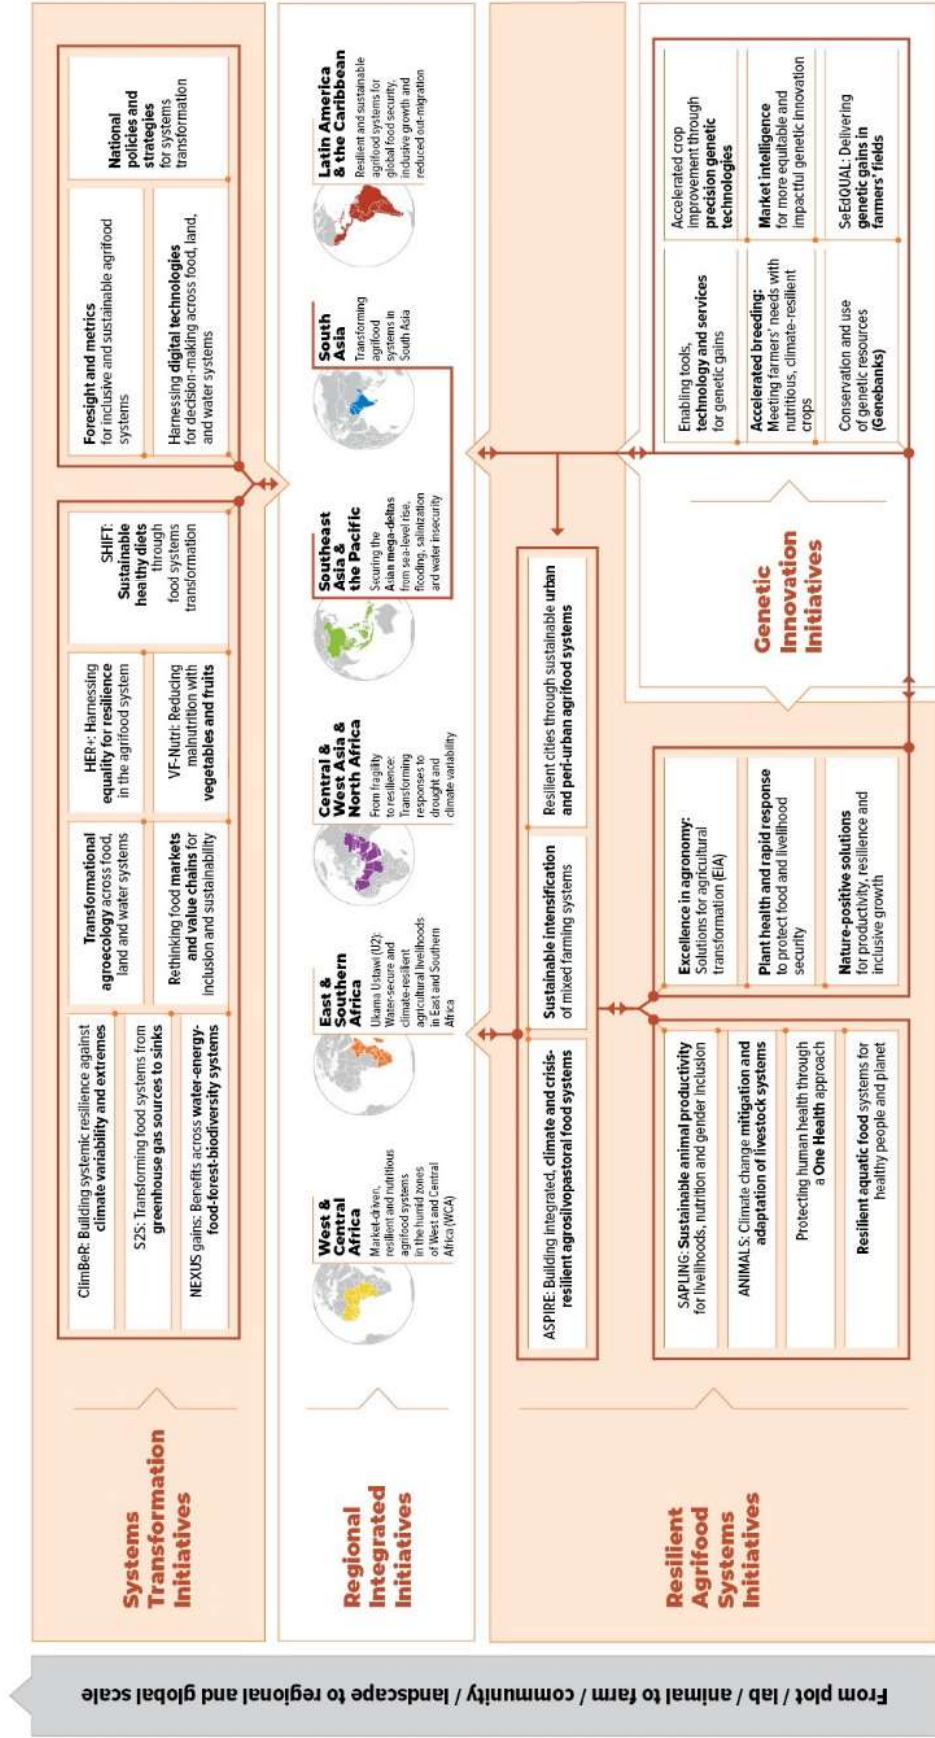 From plot / lab / animal to farm / community / landscape to regional and global scale
Systems
Transformation
Initiatives
ClimBeR: Building systemic resilience against
climate variability and extremes
S2S: Transforming food systems from
greenhouse gas sources to sinks
NEXUS gains: Benefits across water-energy-
food-forest-biodiversity systems
Transformational
agroecology across food,
land and water systems
Rethinking food markets
and value chains for
inclusion and sustainability
HER+: Harnessing
equality for resilience
in the agrifood system
VF-Nutri: Reducing
malnutrition with
vegetables and fruits
SHIFT:
Sustainable
healthy diets
through
food systems
transformation
Foresight and metrics
for inclusive and sustainable agrifood
systems
Harnessing digital technologies
for decision-making across food, land,
and water systems
National
policies and
strategies
for systems
transformation
Regional
Integrated
Initiatives
West &
Central
Africa
Market-driven,
resilient and nutritious
agrifood systems
in the humid zones
of West and Central
Africa (WCA)
East &
Southern
Africa
Ukama Ustawi (U2):
Water-secure and
climate-resilient
agricultural livelihoods
in East and Southern
Africa
Central &
West Asia &
North Africa
From fragility
to resilience:
Transforming
responses to
drought and
climate variability
Southeast
Asia &
the Pacific
Securing the
Asian mega-deltas
from sea-level rise,
flooding, salinization
and water insecurity
South
Asia
Transforming
agrifood
systems in
South Asia
Latin America
& the Caribbean
Resilient and sustainable
agrifood systems for
global food security,
inclusive growth and
reduced out-migration
Resilient
Agrifood
Systems
Initiatives
ASPIRE: Building integrated, climate and crisis-
resilient agrosilvopastoral food systems
Sustainable intensification
of mixed farming systems
Resilient cities through sustainable urban
and peri-urban agrifood systems
SAPLING: Sustainable animal productivity
for livelihoods, nutrition and gender inclusion
ANIMALS: Climate change mitigation and
adaptation of livestock systems
Protecting human health through
a One Health approach
Resilient aquatic food systems for
healthy people and planet
Excellence in agronomy:
Solutions for agricultural
transformation (EiA)
Plant health and rapid response
to protect food and livelihood
security
Nature-positive solutions
for productivity, resilience and
inclusive growth
Genetic
Innovation
Initiatives
Enabling tools,
technology and services
for genetic gains
Accelerated breeding:
Meeting farmers' needs with
nutritious, climate-resilient
crops
Conservation and use
of genetic resources
(Genebanks)
Accelerated crop
improvement through
precision genetic
technologies
Market intelligence
for more equitable and
impactful genetic innovation
SeEdQUAL: Delivering
genetic gains in
farmers' fields